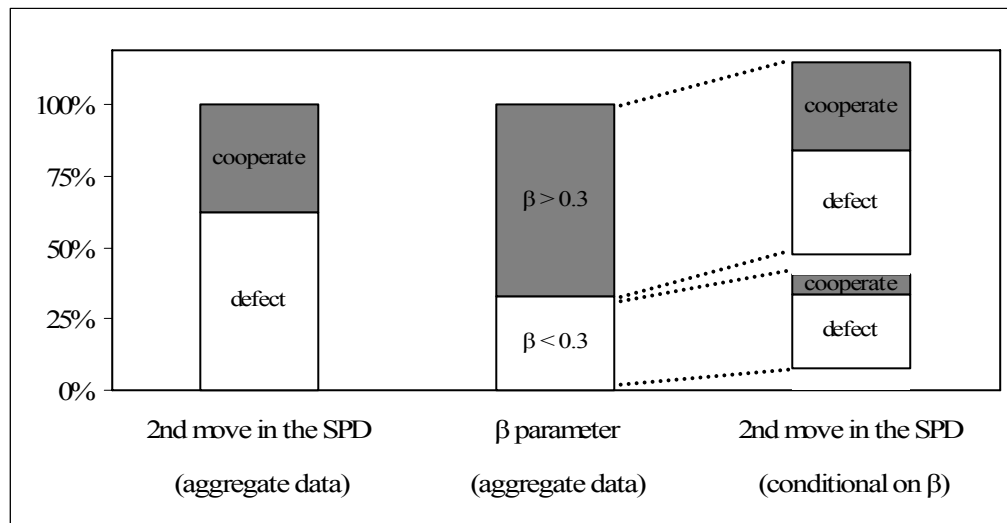 100%
75%
50%
25%
0%
cooperate
defect
β > 0.3
β < 0.3
cooperate
defect
cooperate
defect
2nd move in the SPD
(aggregate data)
β parameter
(aggregate data)
2nd move in the SPD
(conditional on β)